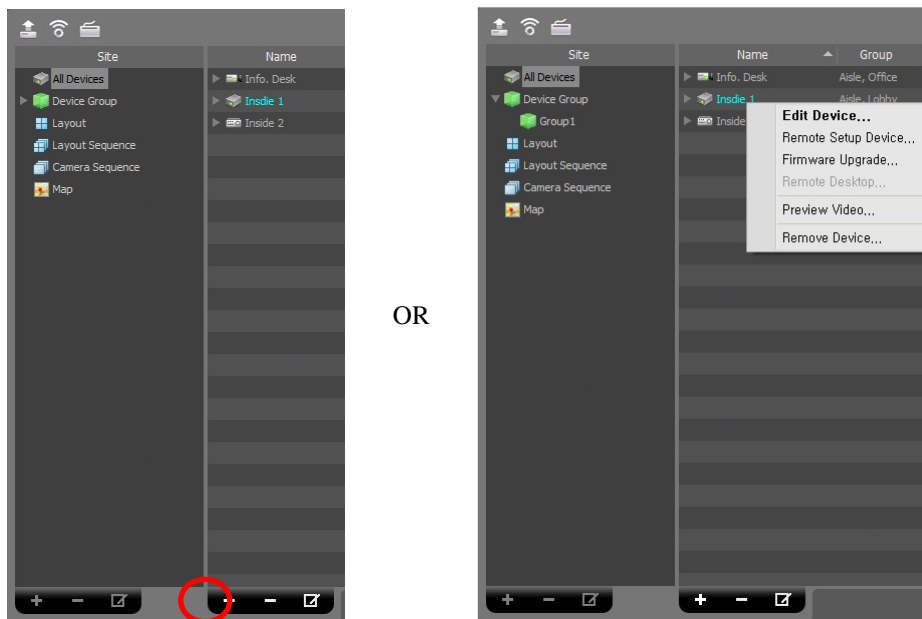 Site Name
All Devices Info. Desk
Device Group Insdie 1
Layout Inside 2
Layout Sequence
Camera Sequence
Map
OR
Site Name Group
All Devices Info. Desk Aisle, Office
Device Group Insdie 1 Aisle, Lobby
Group1 Inside
Layout
Layout Sequence
Camera Sequence
Map
Edit Device...
Remote Setup Device...
Firmware Upgrade...
Remote Desktop...
Preview Video...
Remove Device...